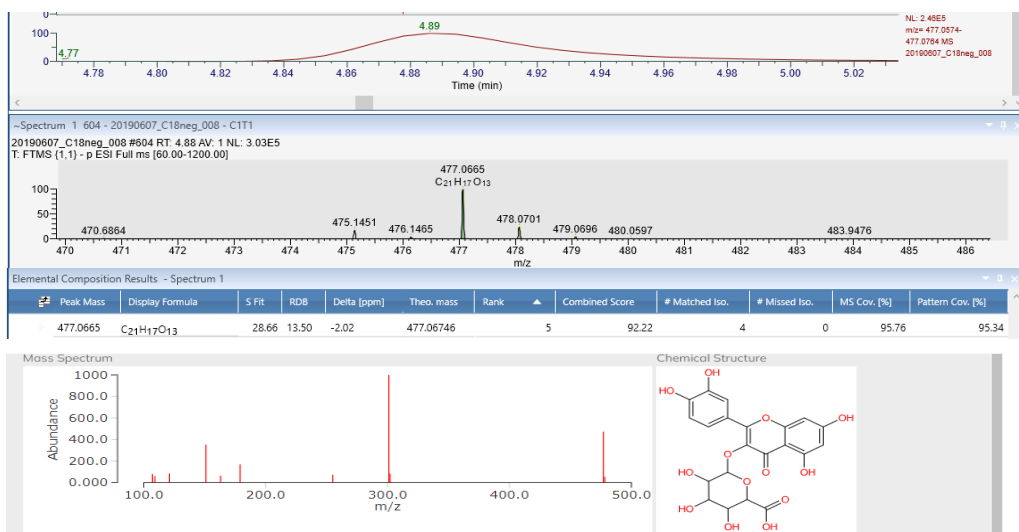 0
NL: 2.46E5
m/z= 477.0574-
477.0764 MS
20190607_C18neg_008
100
0
4.77
4.89
4.78 4.80 4.82 4.84 4.86 4.88 4.90 4.92 4.94 4.96 4.98 5.00 5.02
Time (min)
~Spectrum 1 604 - 20190607_C18neg_008 - C1T1
20190607_C18neg_008 #604 RT: 4.88 AV: 1 NL: 3.03E5
T: FTMS {1,1} - p ESI Full ms [60.00-1200.00]
477.0665
C21H17O13
100
50
0
470.6864 475.1451 476.1465 478.0701 479.0696 480.0597 483.9476
470 471 472 473 474 475 476 477 478 479 480 481 482 483 484 485 486
m/z
Elemental Composition Results - Spectrum 1
Peak Mass Display Formula S Fit RDB Delta [ppm] Theo. mass Rank Combined Score # Matched Iso. # Missed Iso. MS Cov. [%] Pattern Cov. [%]
477.0665 C21H17O13 28.66 13.50 -2.02 477.06746 5 92.22 4 0 95.76 95.34
Mass Spectrum
Abundance
1000
800.0
600.0
400.0
200.0
0.000
100.0 200.0 300.0 400.0 500.0
m/z
Chemical Structure
OH
HO
O
OH
O
O
OH
HO
O
O
HO
HO
OH